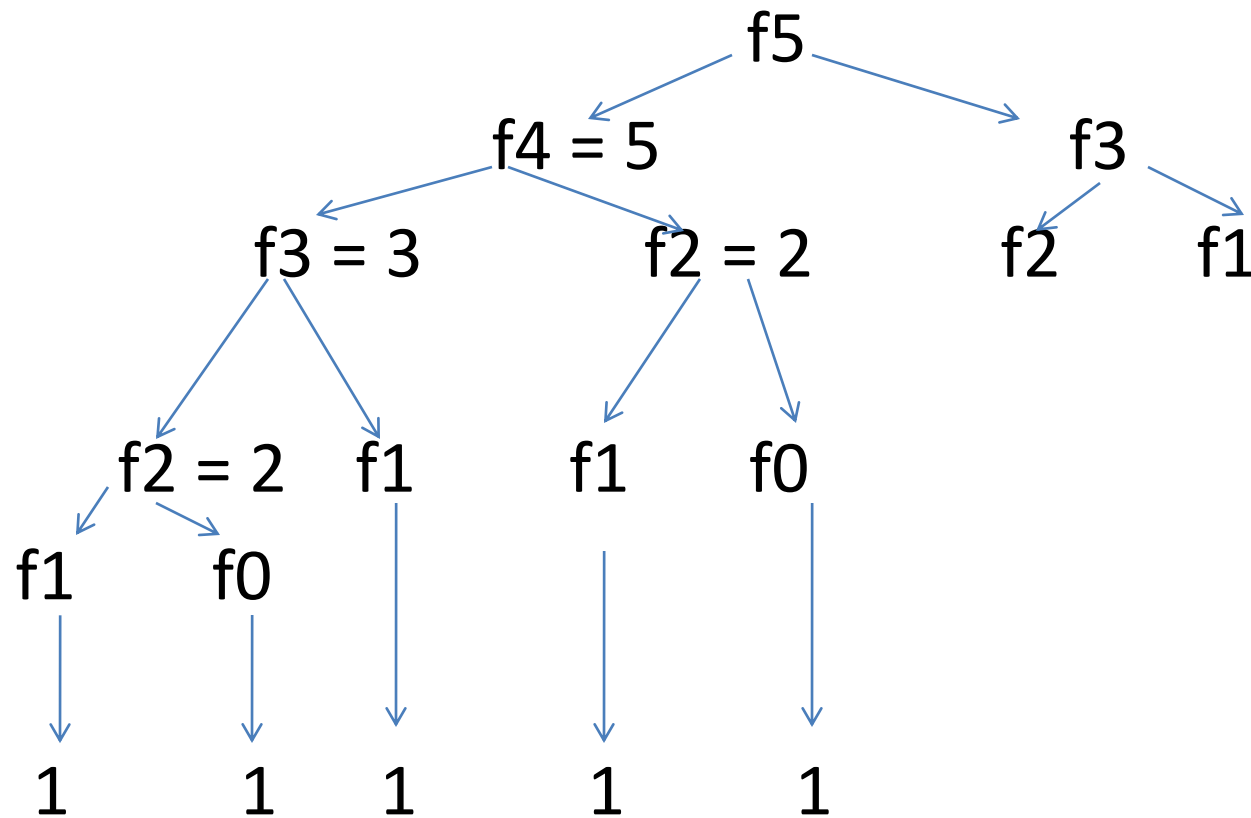 f5
f4 = 5 f3
f3 = 3 f2 = 2 f2 f1
f2 = 2 f1 f1 f0
f1 f0
1 1 1 1 1